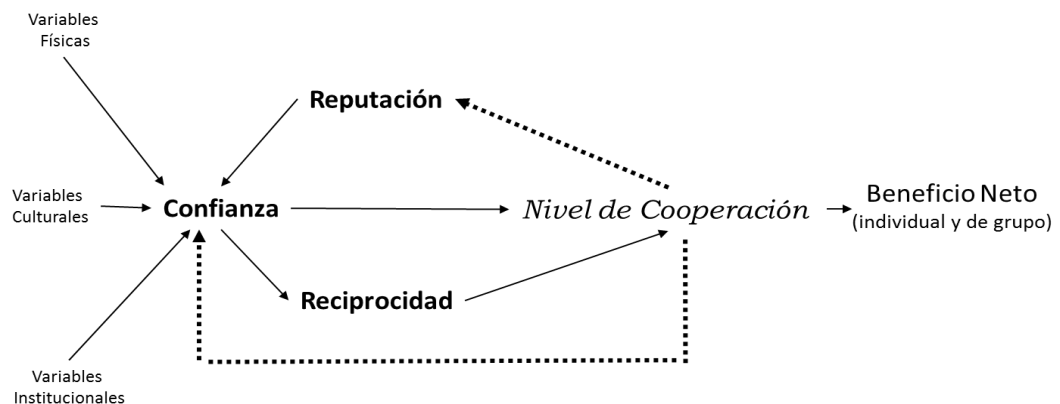 Variables
Físicas
Reputación
Variables
Culturales
Confianza
Nivel de Cooperación
Beneficio Neto
(individual y de grupo)
Reciprocidad
Variables
Institucionales